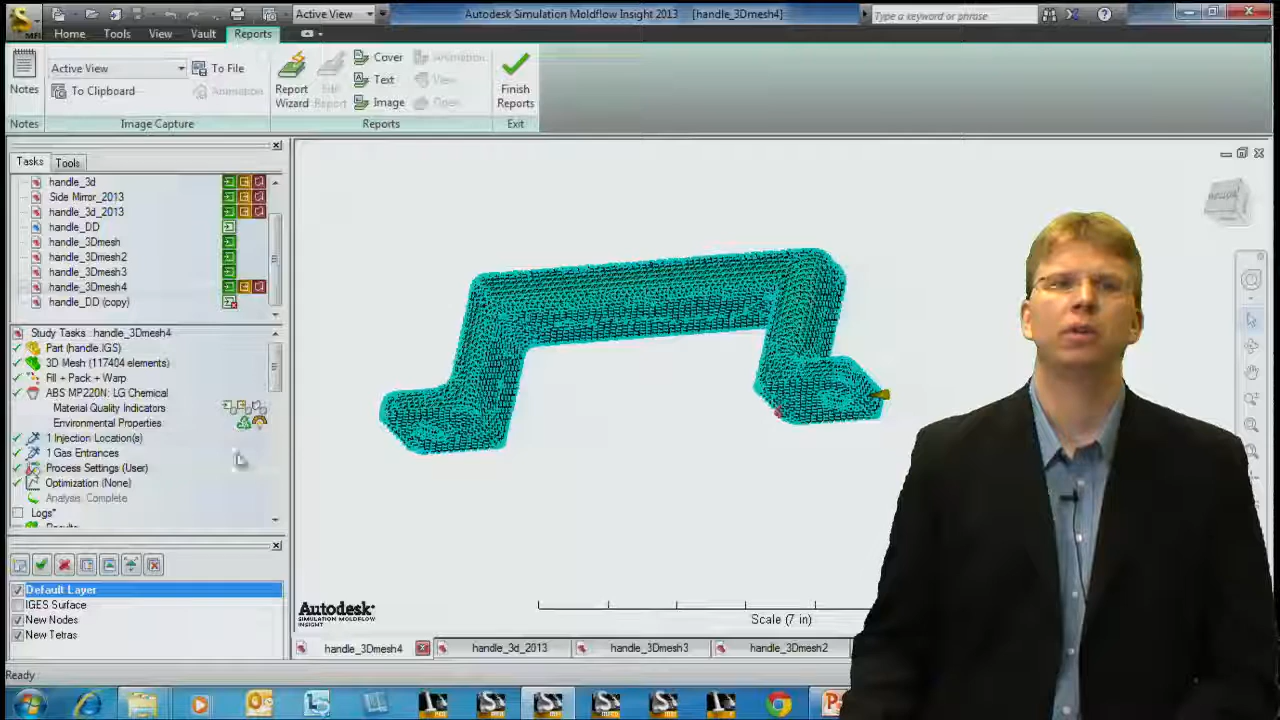 Active View
Autodesk Simulation Moldflow Insight 2013 [handle_3Dmesh4]
Type a keyword or phrase
Home Tools View Vault Reports
Notes
Active View
To File
To Clipboard
Animation
Report Wizard
Edit Report
Cover
Text
Image
Animation
View
Open
Finish Reports
Notes Image Capture Reports Exit
Tasks Tools
handle_3d
Side Mirror_2013
handle_3d_2013
handle_DD
handle_3Dmesh
handle_3Dmesh2
handle_3Dmesh3
handle_3Dmesh4
handle_DD (copy)
Study Tasks : handle_3Dmesh4
Part (handle.IGS)
3D Mesh (117404 elements)
Fill + Pack + Warp
ABS MP220N: LG Chemical
Material Quality Indicators
Environmental Properties
1 Injection Location(s)
1 Gas Entrances
Process Settings (User)
Optimization (None)
Analysis: Complete
Logs*
Results
Default Layer
IGES Surface
New Nodes
New Tetras
Autodesk
SIMULATION MOLDFLOW
INSIGHT
Scale (7 in)
handle_3Dmesh4 handle_3d_2013 handle_3Dmesh3 handle_3Dmesh2
Ready